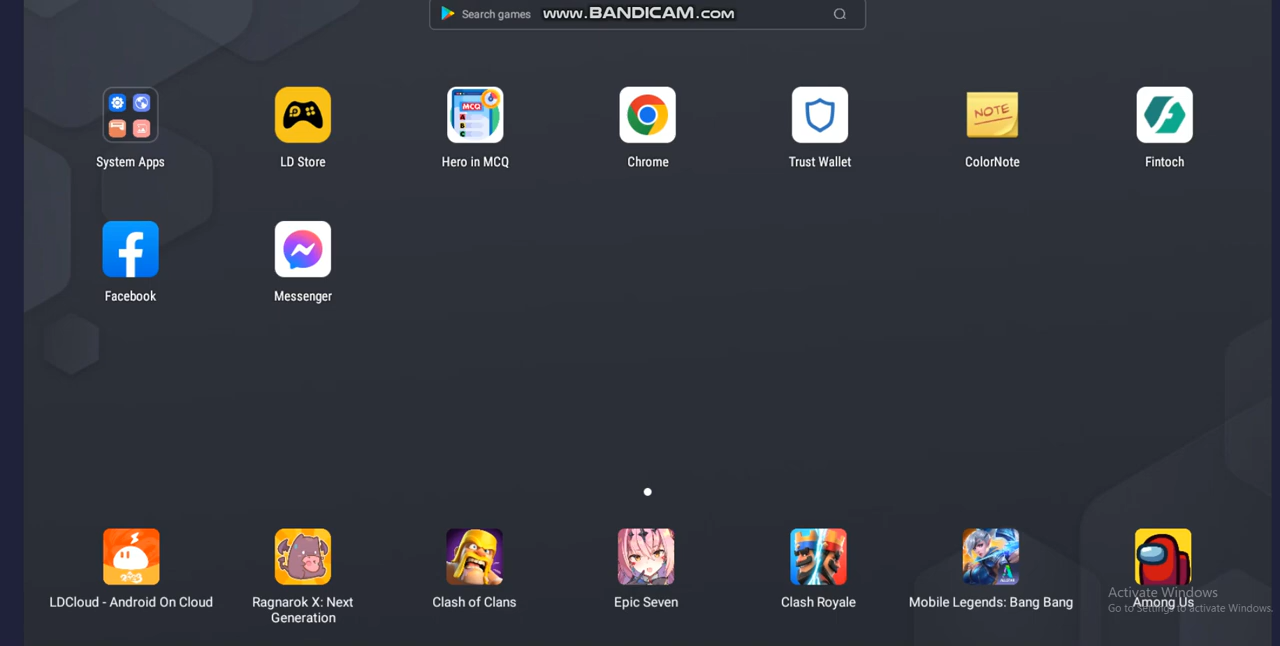 Search games
www.BANDICAM.com
System Apps
LD Store
MCQ
Hero in MCQ
Chrome
Trust Wallet
NOTE
ColorNote
Fintoch
Facebook
Messenger
LDCloud - Android On Cloud
Ragnarok X: Next
Generation
Clash of Clans
Epic Seven
Clash Royale
Mobile Legends: Bang Bang
Among Us
Activate Windows
Go to Settings to activate Windows.